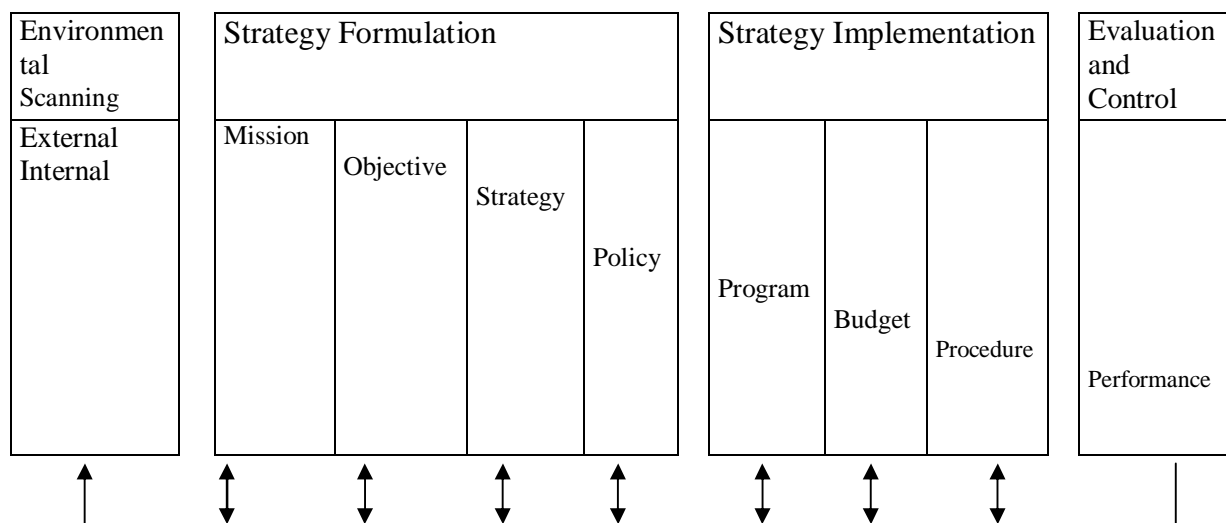 Environmen
tal
Scanning
Strategy Formulation
Strategy Implementation
Evaluation
and
Control
External
Internal
Mission
Objective
Strategy
Policy
Program
Budget
Procedure
Performance